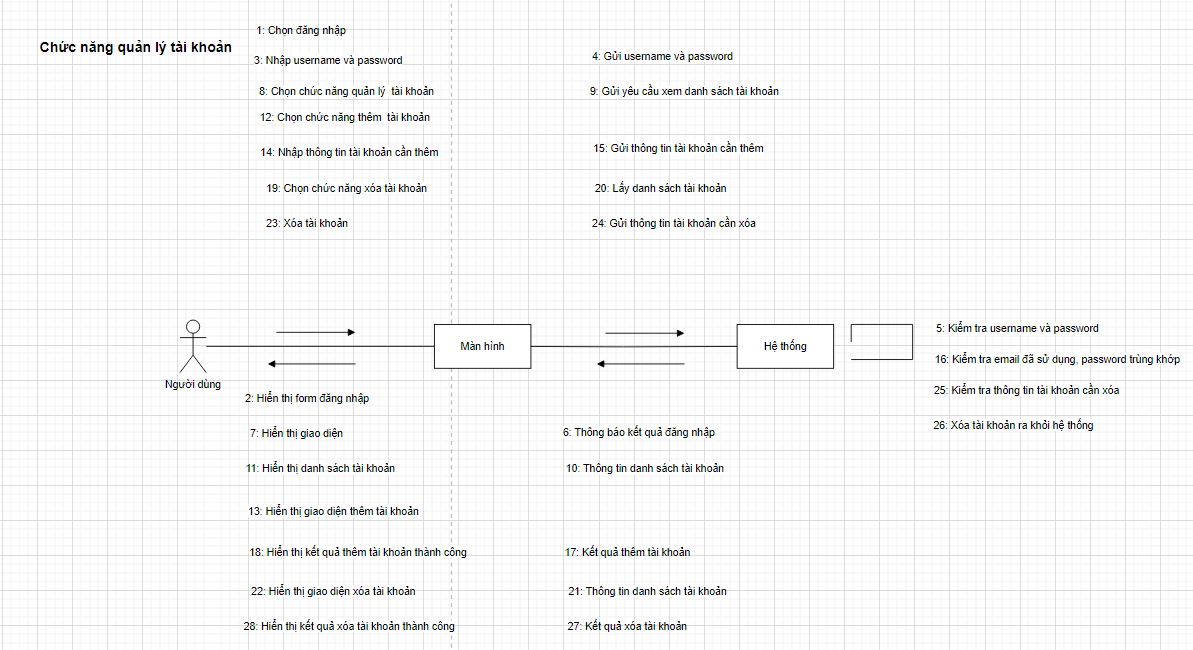 Chức năng quản lý tài khoản
1: Chọn đăng nhập
3: Nhập username và password
8: Chọn chức năng quản lý tài khoản
12: Chọn chức năng thêm tài khoản
14: Nhập thông tin tài khoản cần thêm
19: Chọn chức năng xóa tài khoản
23: Xóa tài khoản
4: Gửi username và password
9: Gửi yêu cầu xem danh sách tài khoản
15: Gửi thông tin tài khoản cần thêm
20: Lấy danh sách tài khoản
24: Gửi thông tin tài khoản cần xóa
Người dùng
Màn hình
Hệ thống
5: Kiểm tra username và password
16: Kiểm tra email đã sử dụng, password trùng khớp
25: Kiểm tra thông tin tài khoản cần xóa
26: Xóa tài khoản ra khỏi hệ thống
2: Hiển thị form đăng nhập
7: Hiển thị giao diện
11: Hiển thị danh sách tài khoản
13: Hiển thị giao diện thêm tài khoản
18: Hiển thị kết quả thêm tài khoản thành công
22: Hiển thị giao diện xóa tài khoản
28: Hiển thị kết quả xóa tài khoản thành công
6: Thông báo kết quả đăng nhập
10: Thông tin danh sách tài khoản
17: Kết quả thêm tài khoản
21: Thông tin danh sách tài khoản
27: Kết quả xóa tài khoản